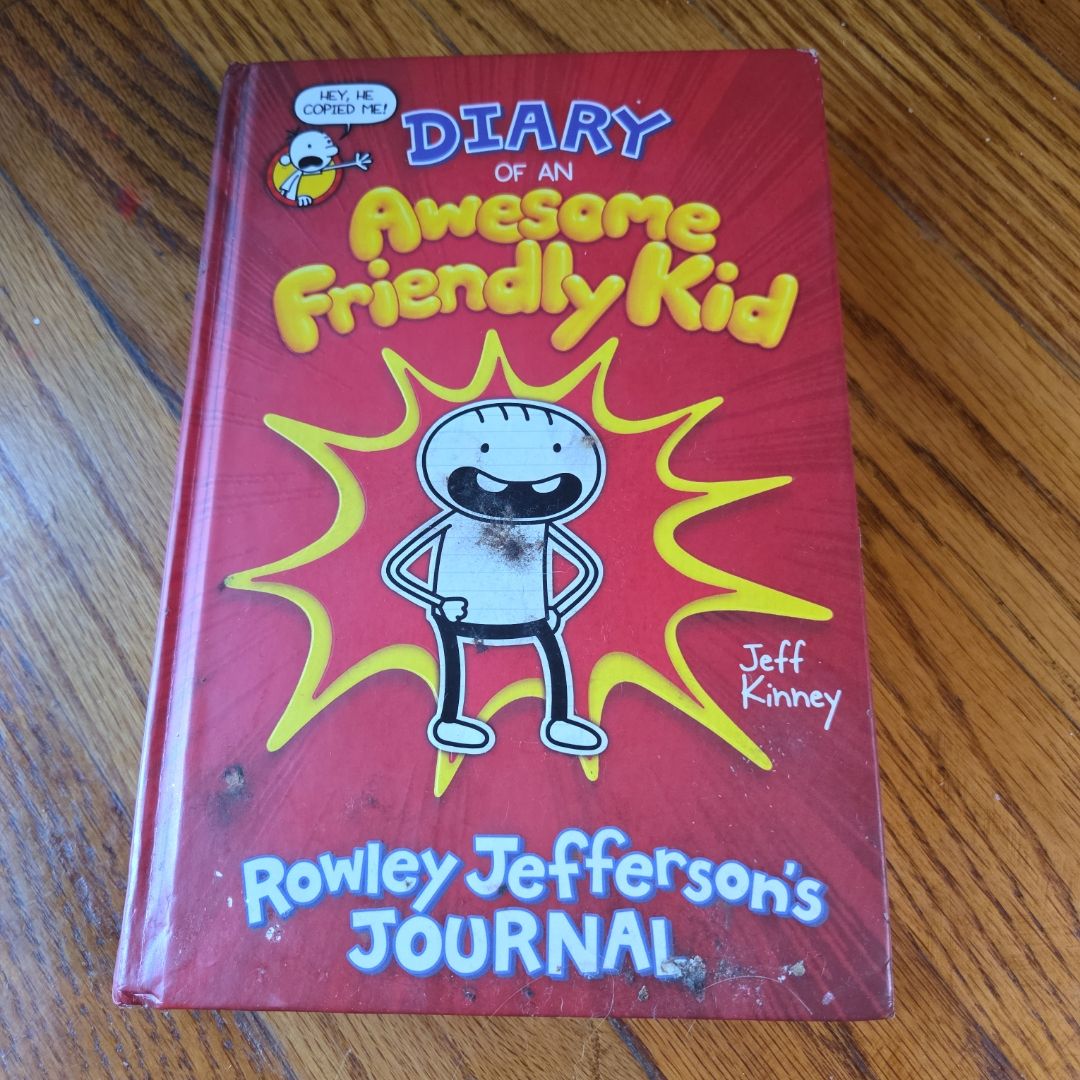 HEY, HE
COPIED ME!
DIARY
OF AN
Awesome
Friendly Kid
Jeff
Kinney
Rowley Jefferson's
JOURNAL